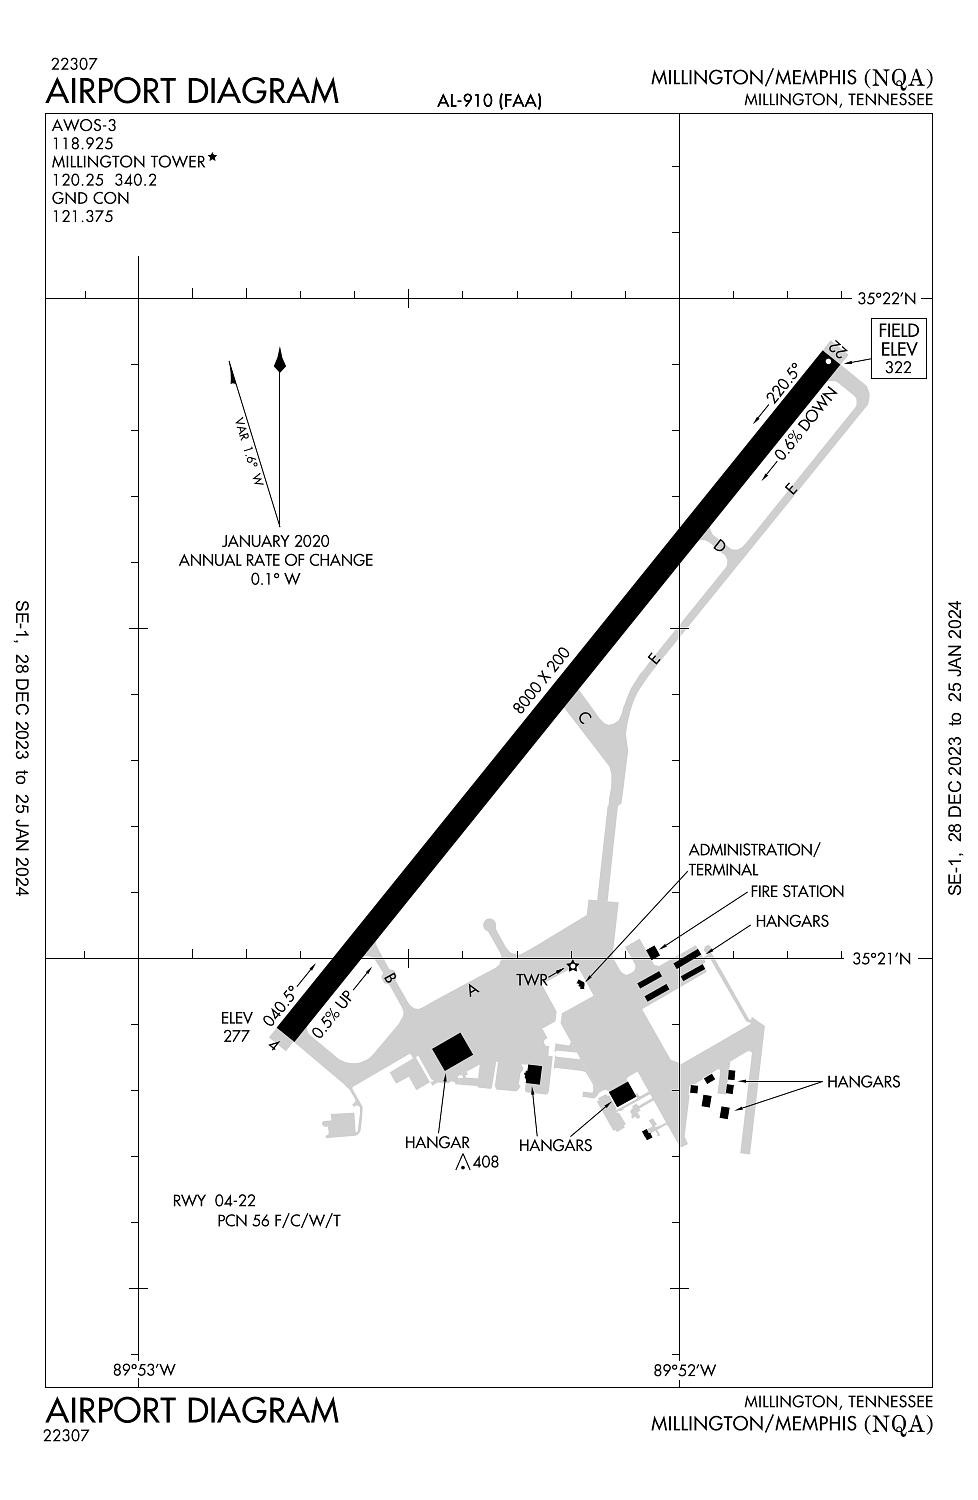 22307
AIRPORT DIAGRAM
AL-910 (FAA)
MILLINGTON/MEMPHIS (NQA)
MILLINGTON, TENNESSEE
AWOS-3
118.925
MILLINGTON TOWER★
120.25 340.2
GND CON
121.375
35°22'N
FIELD
ELEV
322
22
220.5°
0.6% DOWN
VAR 1.6° W
E
JANUARY 2020
ANNUAL RATE OF CHANGE
0.1° W
D
SE-1, 28 DEC 2023 to 25 JAN 2024
SE-1, 28 DEC 2023 to 25 JAN 2024
E
8000 X 200
C
ADMINISTRATION/
TERMINAL
FIRE STATION
HANGARS
35°21'N
TWR
B
A
040.5°
0.5% UP
ELEV
277
4
HANGARS
HANGAR
HANGARS
408
RWY 04-22
PCN 56 F/C/W/T
89°53'W
89°52'W
AIRPORT DIAGRAM
22307
MILLINGTON, TENNESSEE
MILLINGTON/MEMPHIS (NQA)